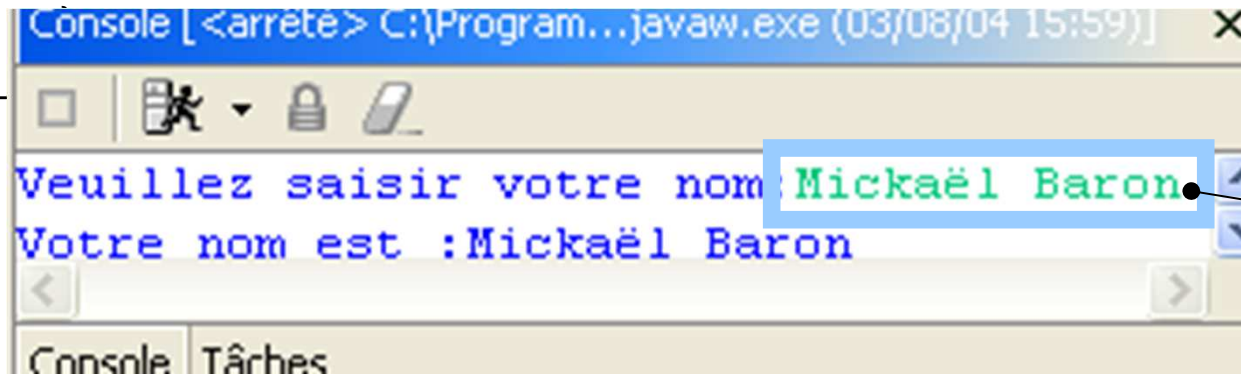 Console [<arrêté> C:\Program...javaw.exe (03/08/04 15:59)]
Veuillez saisir votre nom:Mickaël Baron
Votre nom est :Mickaël Baron
Console Tâches